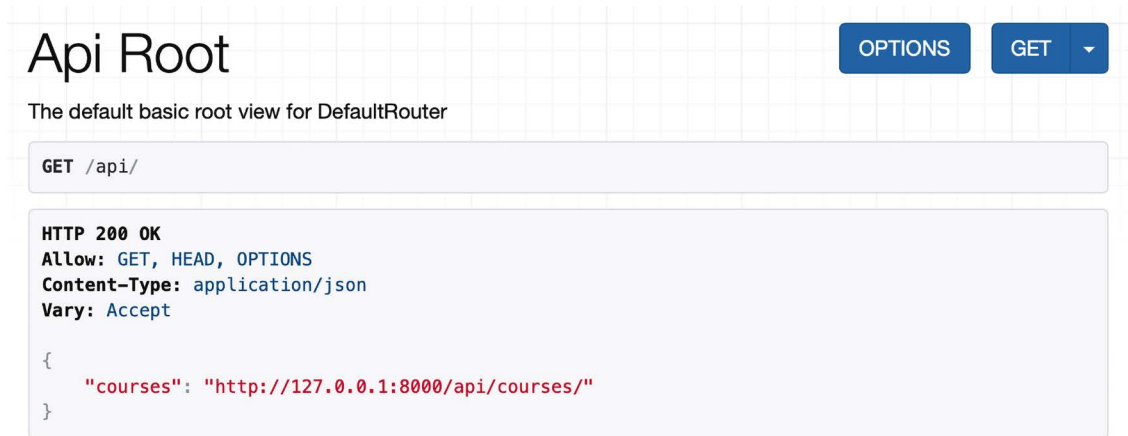 Api Root
OPTIONS
GET
The default basic root view for DefaultRouter
GET /api/
HTTP 200 OK
Allow: GET, HEAD, OPTIONS
Content-Type: application/json
Vary: Accept
{
"courses": "http://127.0.0.1:8000/api/courses/"
}